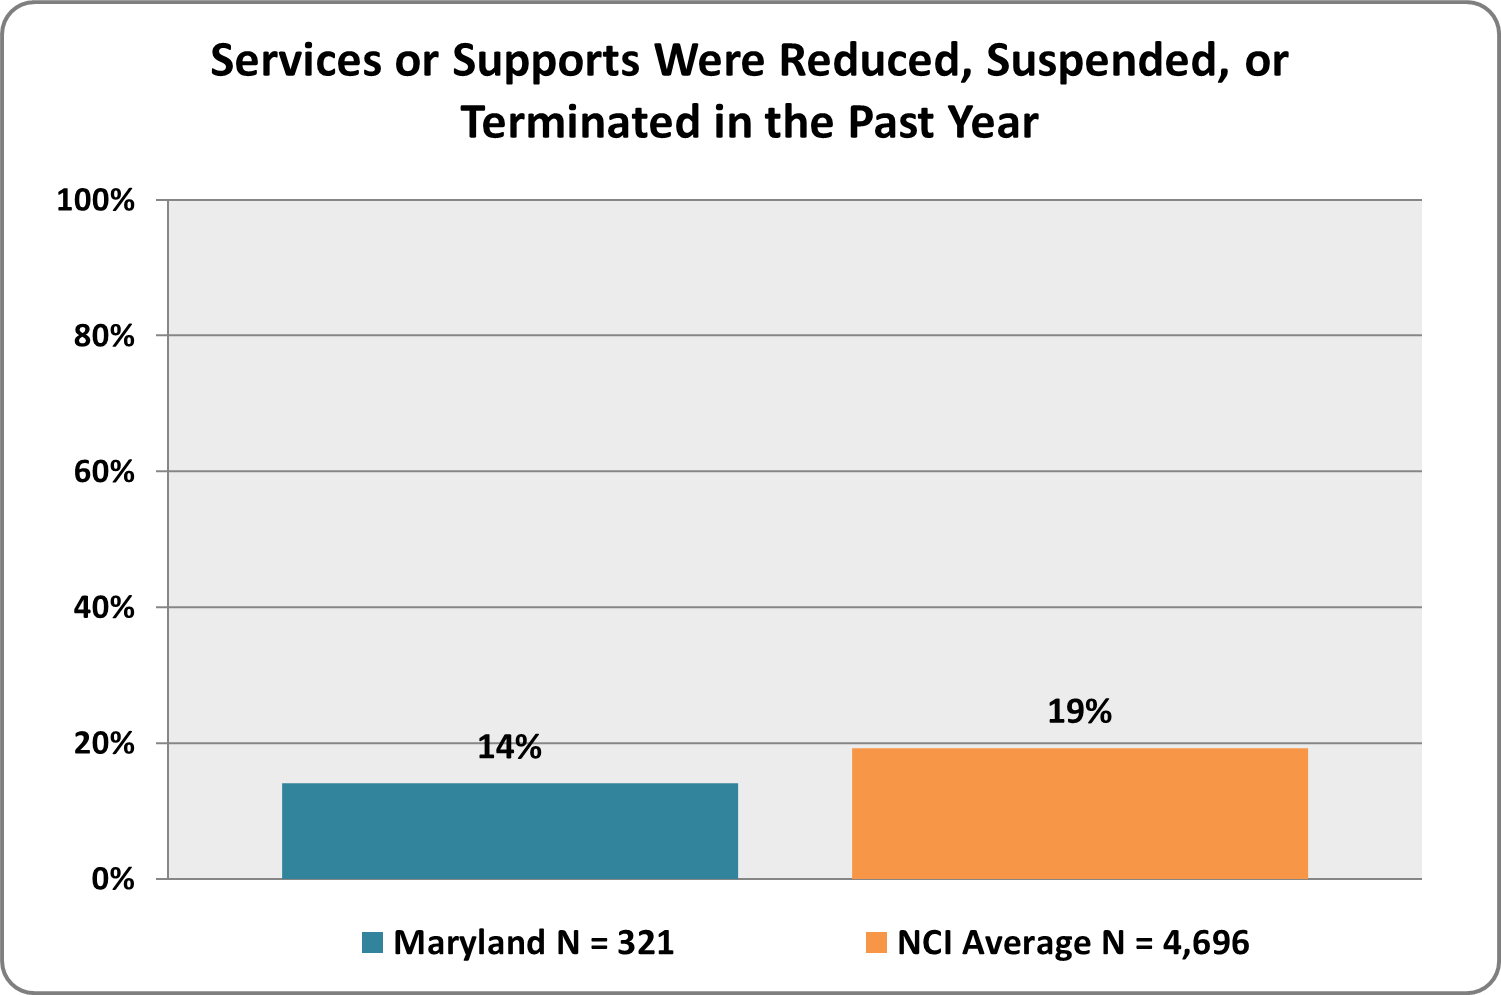 Services or Supports Were Reduced, Suspended, or
Terminated in the Past Year
100%
80%
60%
40%
20%
0%
14%
19%
Maryland N = 321
NCI Average N = 4,696